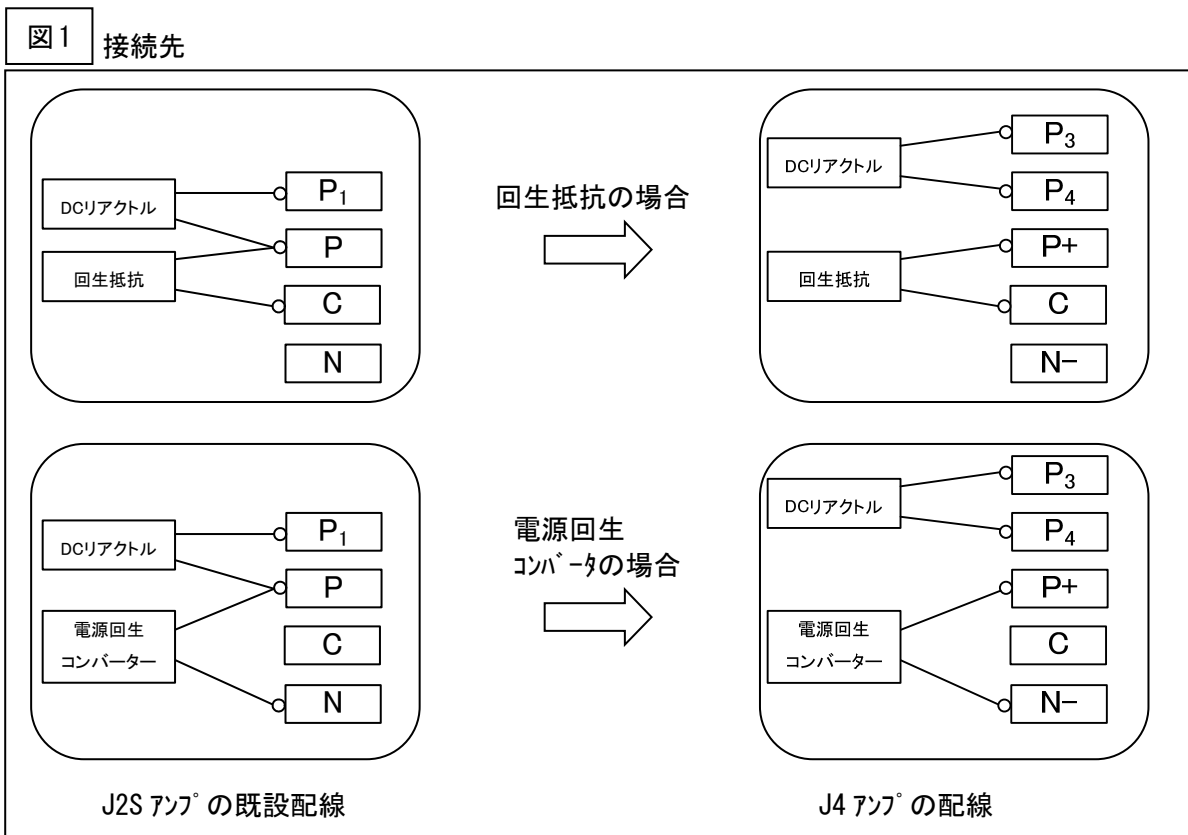 図1
接続先
DCリアクトル
回生抵抗
P₁
P
C
N
回生抵抗の場合
DCリアクトル
回生抵抗
P₃
P₄
P+
C
N−
DCリアクトル
電源回生
コンバーター
P₁
P
C
N
電源回生
ｺﾝﾊﾞｰﾀの場合
DCリアクトル
電源回生
コンバーター
P₃
P₄
P+
C
N−
J2S ｱﾝﾌﾟの既設配線
J4 ｱﾝﾌﾟの配線